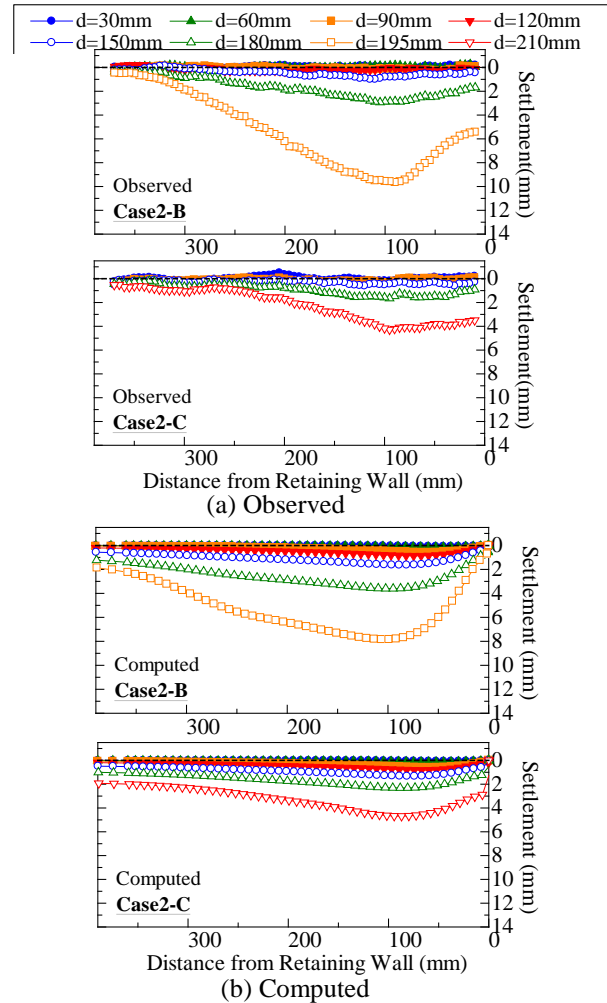 d=30mm d=60mm d=90mm d=120mm
d=150mm d=180mm d=195mm d=210mm
0
2
4
6
8
10
12
14
Settlement(mm)
Observed
Case2-B
300 200 100 0
0
2
4
6
8
10
12
14
Settlement(mm)
Observed
Case2-C
300 200 100 0
Distance from Retaining Wall (mm)
(a) Observed
0
2
4
6
8
10
12
14
Settlement (mm)
Computed
Case2-B
300 200 100 0
0
2
4
6
8
10
12
14
Settlement (mm)
Computed
Case2-C
300 200 100 0
Distance from Retaining Wall (mm)
(b) Computed